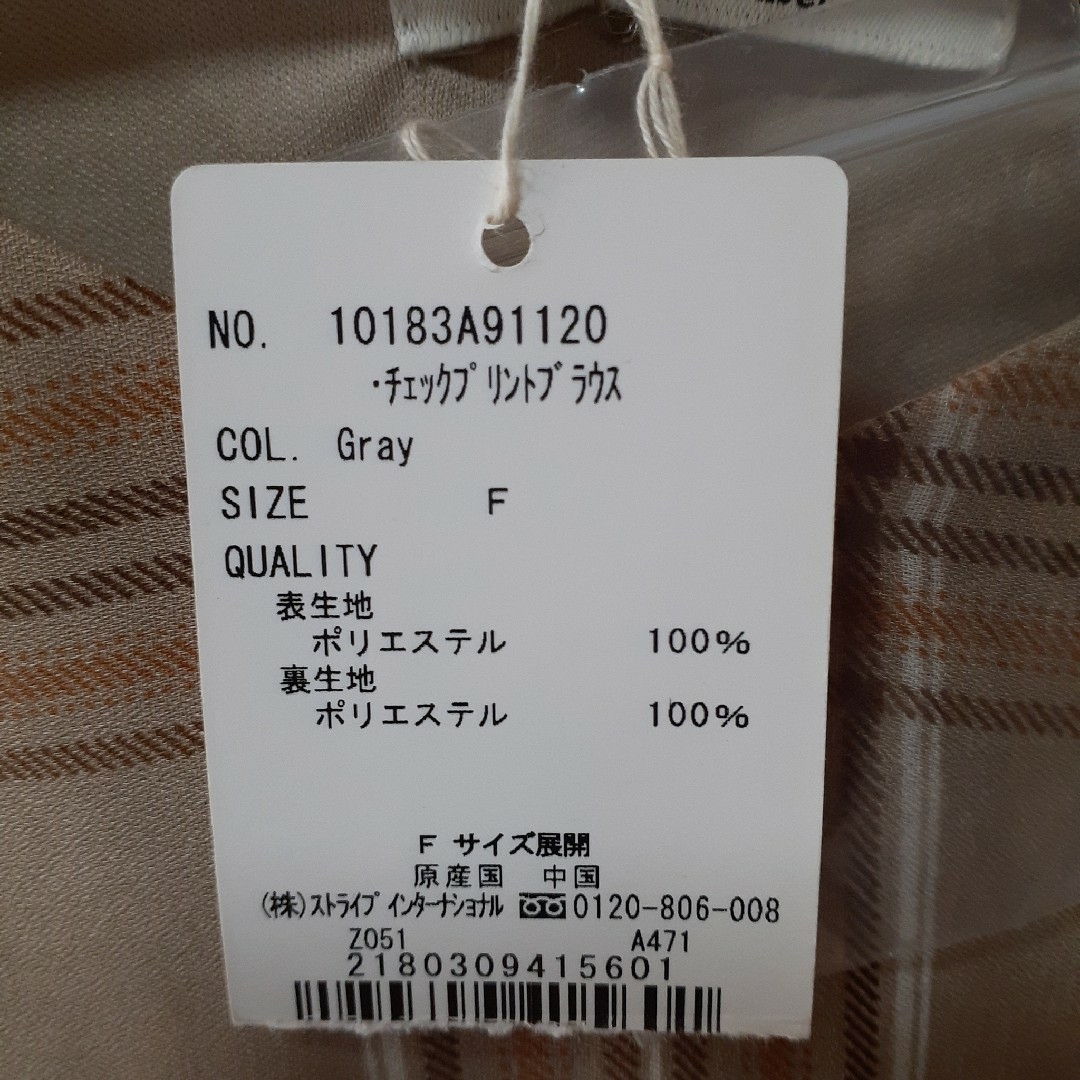 NO. 10183A91120
・ﾁｪｯｸﾌﾟﾘﾝﾄﾌﾞﾗｳｽ
COL. Gray
SIZE F
QUALITY
表生地
ポリエステル 100%
裏生地
ポリエステル 100%
F サイズ展開
原産国 中国
(株)ｽﾄﾗｲﾌﾟｲﾝﾀｰﾅｼｮﾅﾙ 0120-806-008
Z051 A471
2180309415601